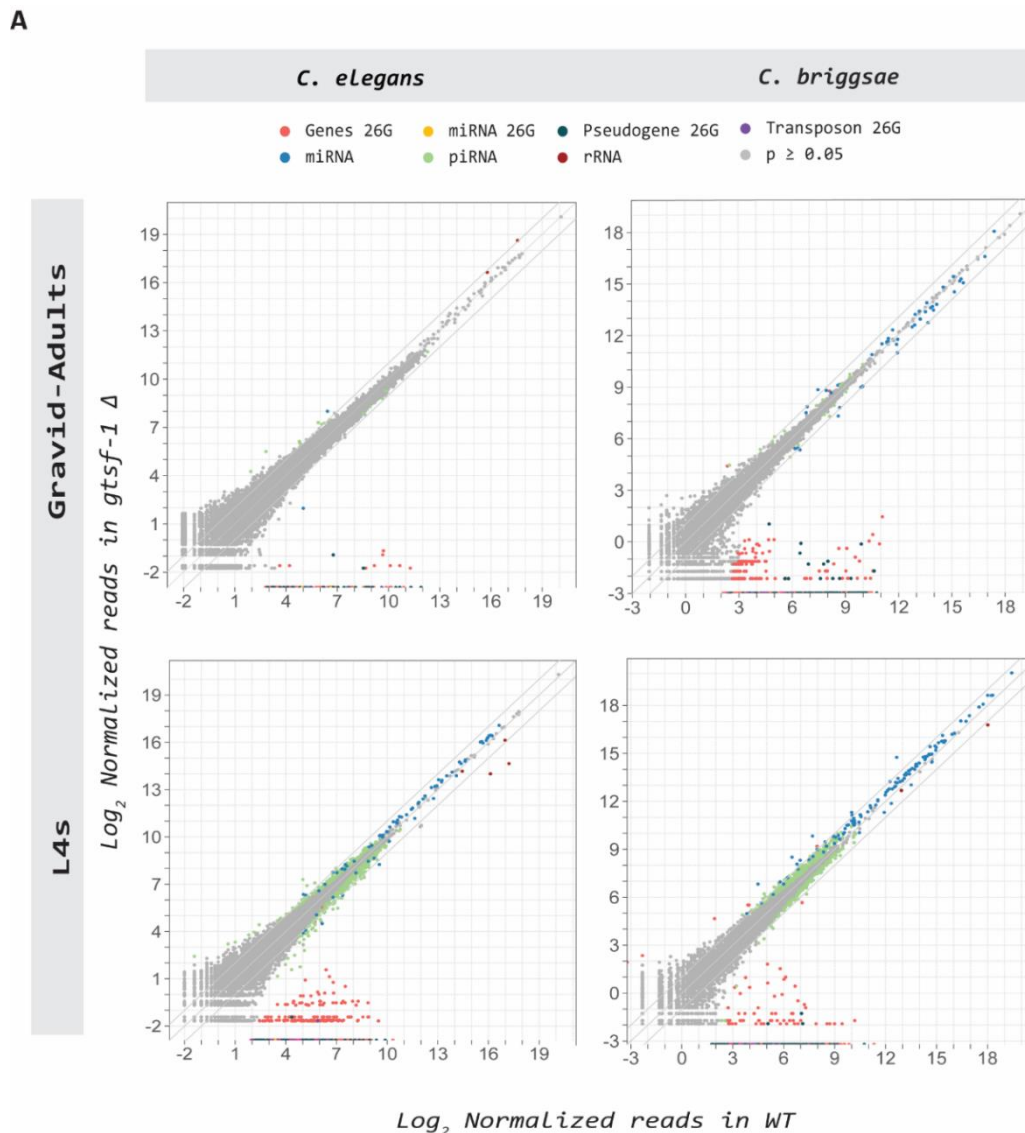 A
C. elegans
C. briggsae
Genes 26G
miRNA 26G
Pseudogene 26G
Transposon 26G
miRNA
piRNA
rRNA
p ≥ 0.05
Gravid-Adults
L4s
Log₂ Normalized reads in gtsf-1 Δ
19
16
13
10
7
4
1
-2
-2 1 4 7 10 13 16 19
18
15
12
9
6
3
0
-3
-3 0 3 6 9 12 15 18
19
16
13
10
7
4
1
-2
-2 1 4 7 10 13 16 19
18
15
12
9
6
3
0
-3
-3 0 3 6 9 12 15 18
Log₂ Normalized reads in WT